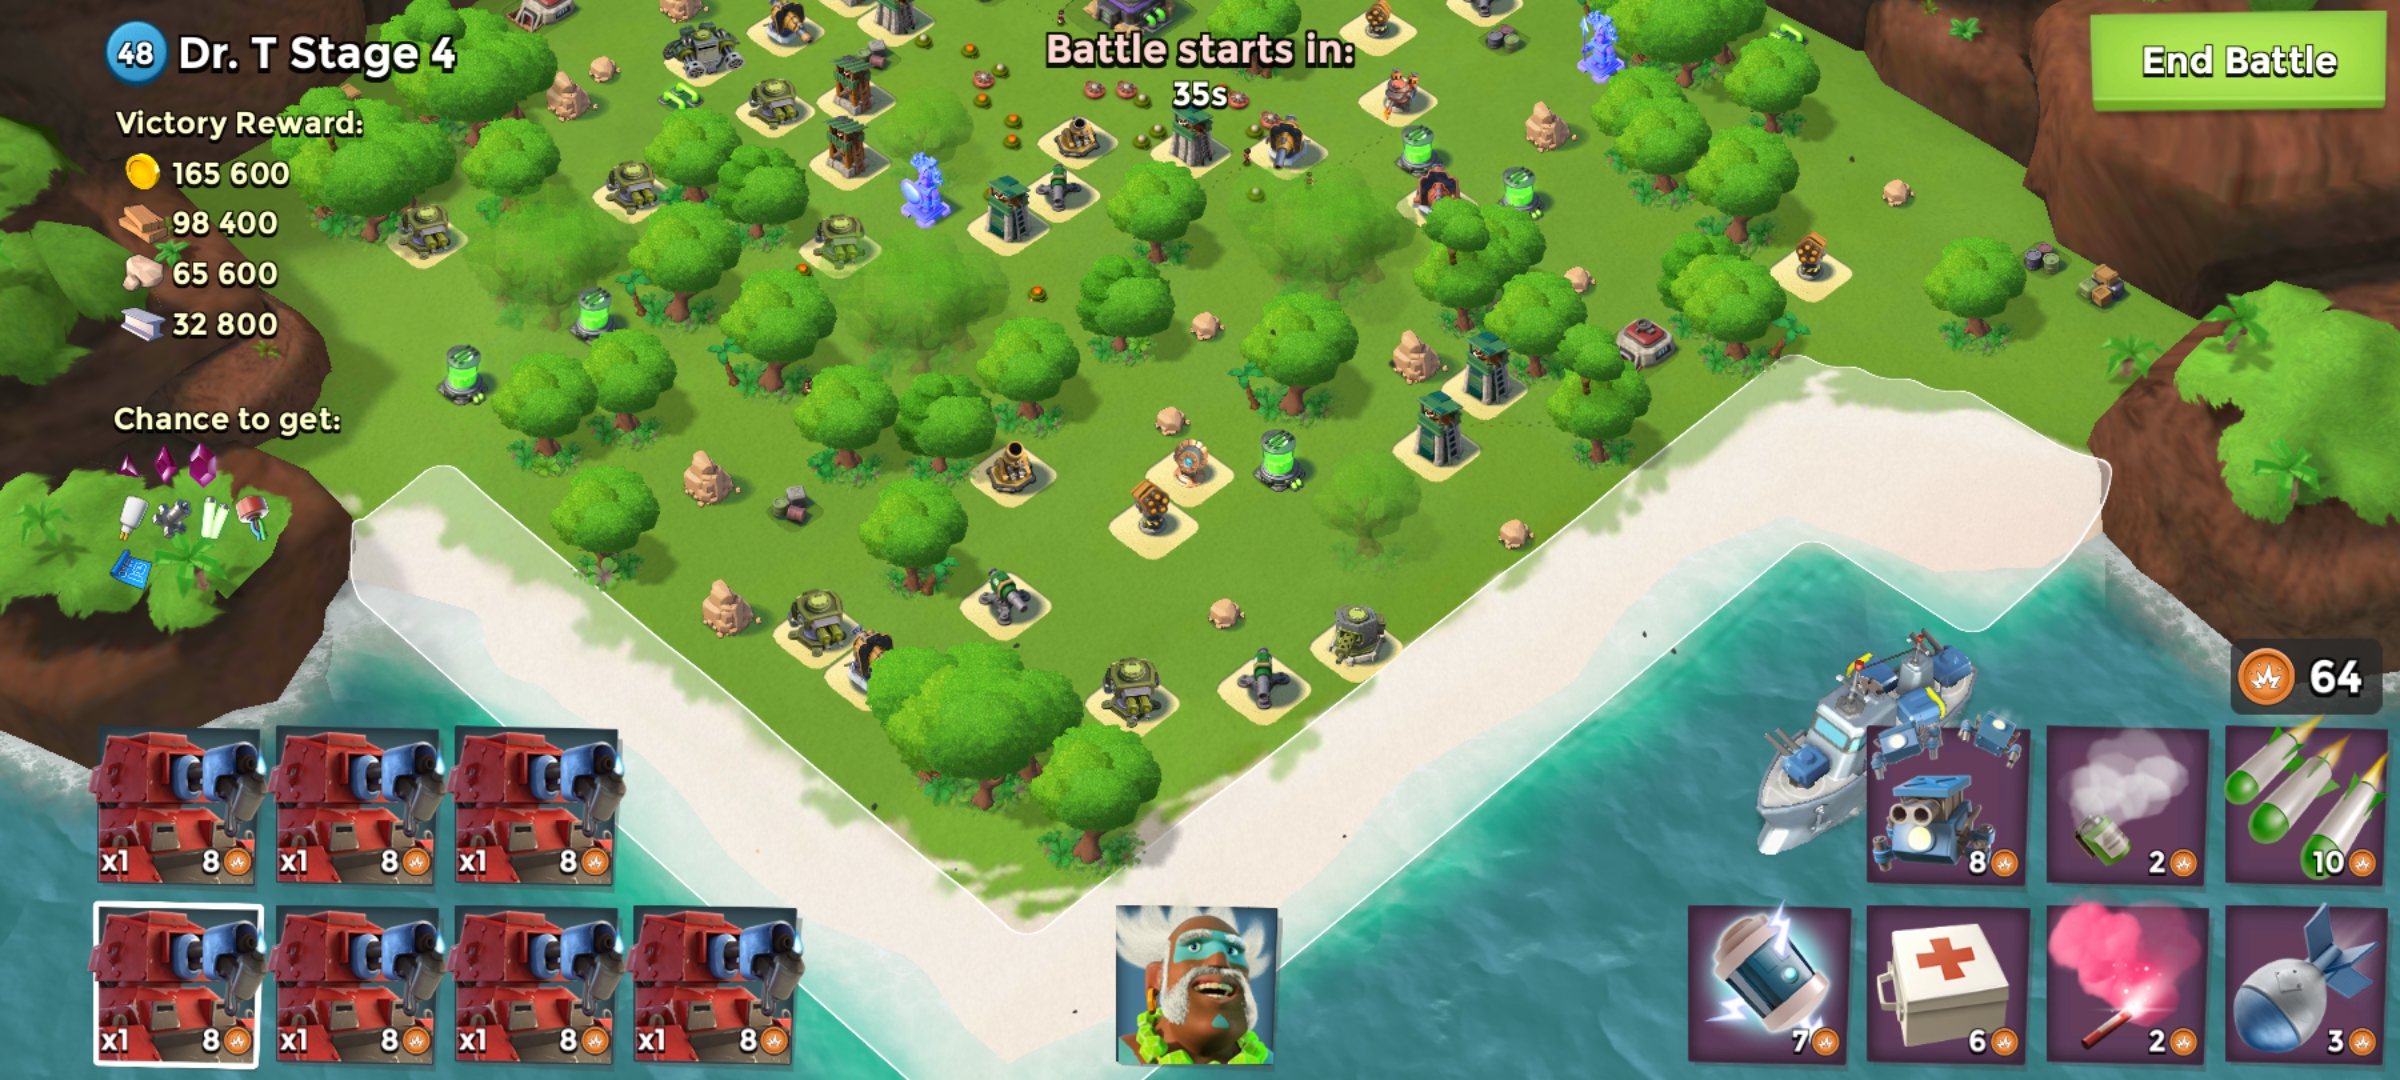 48 Dr. T Stage 4
Battle starts in:
35s
End Battle
Victory Reward:
165 600
98 400
65 600
32 800
Chance to get:
64
x1 8 x1 8 x1 8
8 2 10
x1 8 x1 8 x1 8 x1 8
7 6 2 3